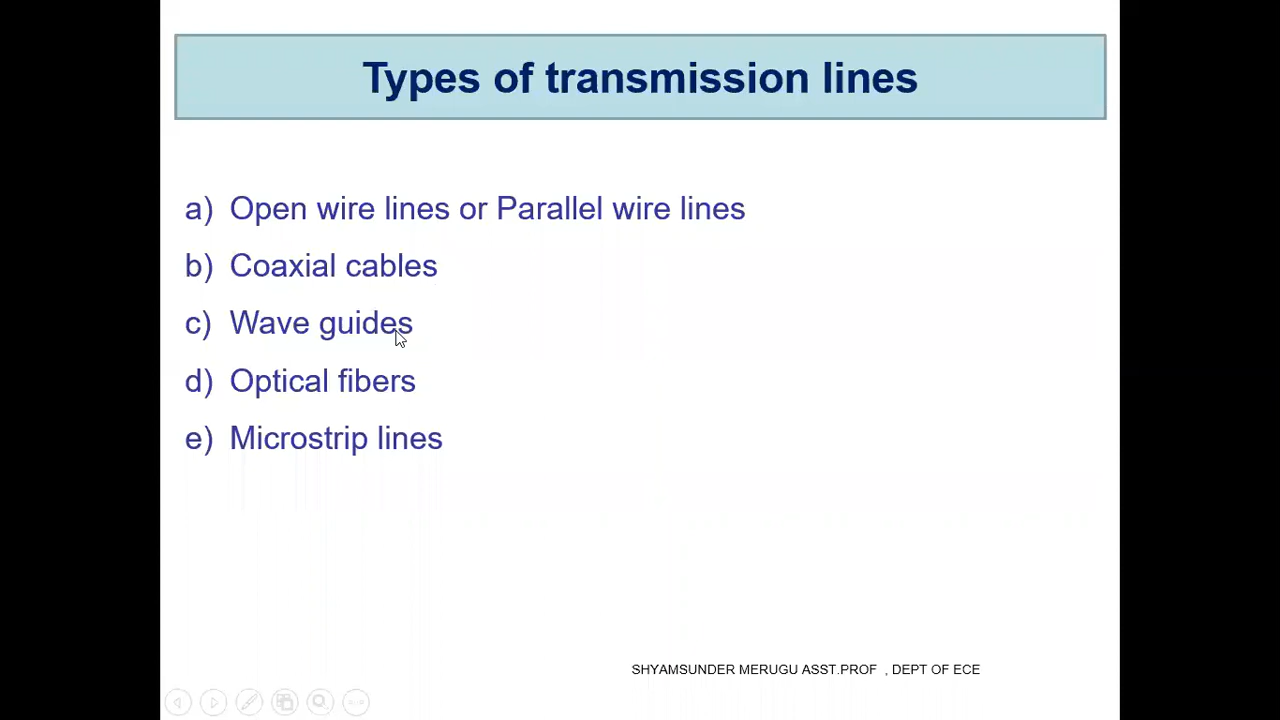 Types of transmission lines
a) Open wire lines or Parallel wire lines
b) Coaxial cables
c) Wave guides
d) Optical fibers
e) Microstrip lines
SHYAMSUNDER MERUGU ASST.PROF , DEPT OF ECE